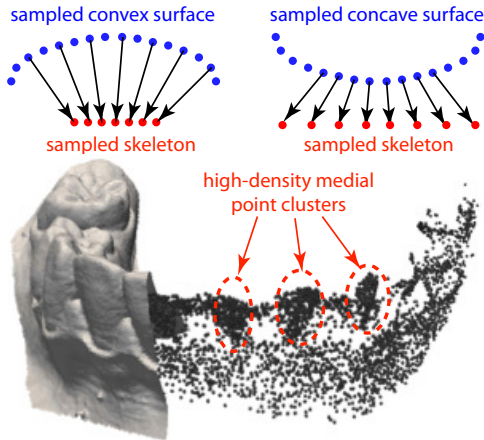 sampled convex surface
sampled concave surface
sampled skeleton
sampled skeleton
high-density medial
point clusters